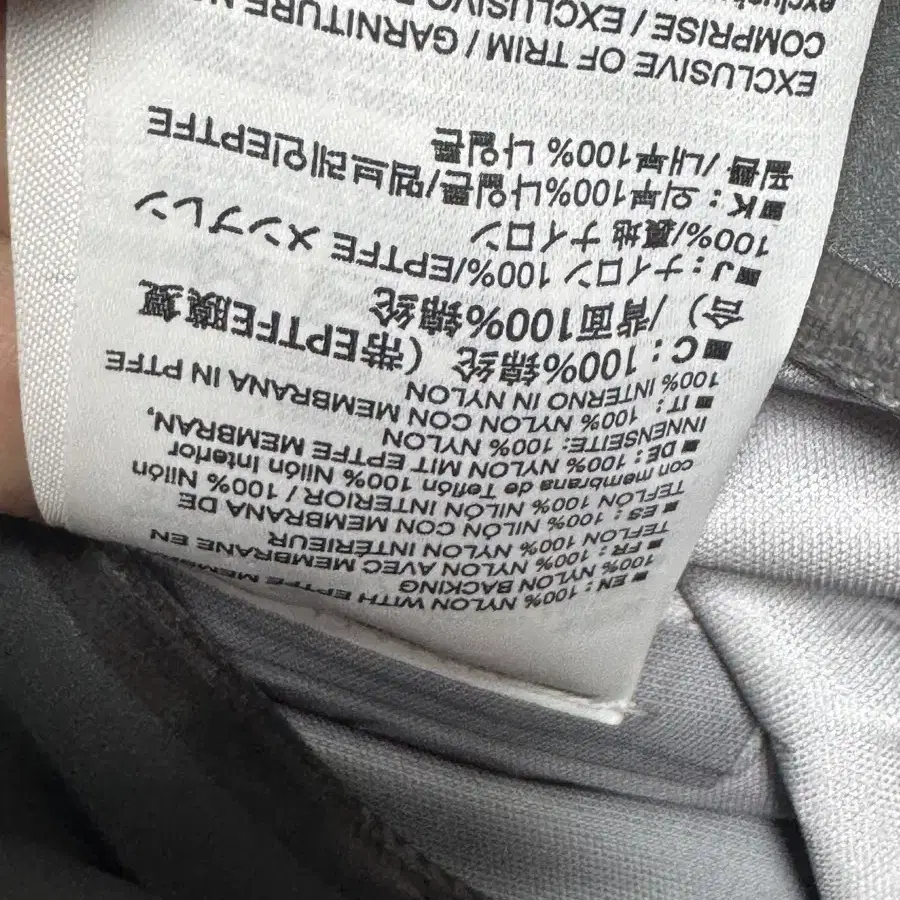 ■ EN : 100% NYLON WITH EPTFE
100% NYLON BACKING
■ FR : 100% NYLON AVEC MEMBRANE EN
TEFLON 100% NYLON INTÉRIEUR
■ ES : 100% NILÓN CON MEMBRANA DE
TEFLÓN 100% NILÓN INTERIOR / 100% Nilón
con membrana de Teflón 100% Nilón Interior
■ DE : 100% NYLON MIT EPTFE MEMBRAN,
INNENSEITE: 100% NYLON
■ IT : 100% NYLON CON MEMBRANA IN PTFE
100% INTERNO IN NYLON
■C：100%锦纶（带EPTFE膜复
合）/背面100%锦纶
■J：ナイロン 100%/EPTFE メンブレン
100%/裏地 ナイロン
■K：외부100%나일론/멤브레인EPTFE
필름 / 내부100% 나일론
EXCLUSIVE OF TRIM / GARNITURE
COMPRISE / EXCLUSIVO